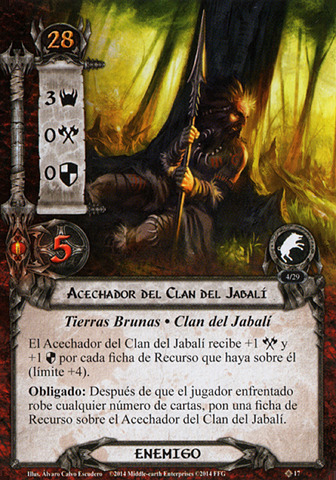 28
3
0
0
5
4/29
Acechador del Clan del Jabalí
Tierras Brunas • Clan del Jabalí
El Acechador del Clan del Jabalí recibe +1 y
+1 por cada ficha de Recurso que haya sobre él
(límite +4).
Obligado: Después de que el jugador enfrentado
robe cualquier número de cartas, pon una ficha de
Recurso sobre el Acechador del Clan del Jabalí.
ENEMIGO
Illus. Álvaro Calvo Escudero ©2014 Middle-earth Enterprises ©2014 FFG 17